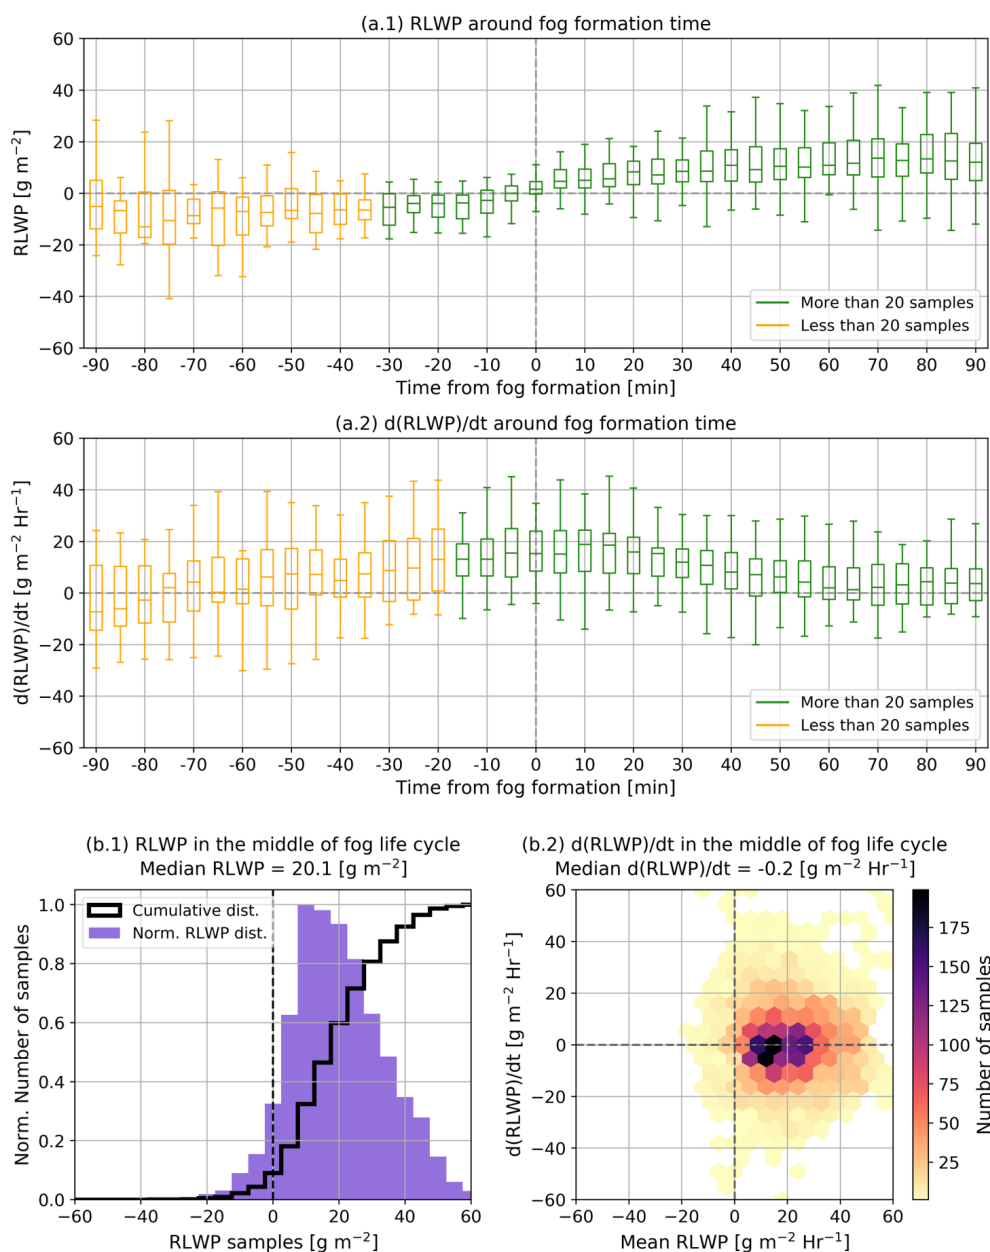 (a.1) RLWP around fog formation time
RLWP [g m⁻²]
60
40
20
0
−20
−40
−60
More than 20 samples
Less than 20 samples
-90 -80 -70 -60 -50 -40 -30 -20 -10 0 10 20 30 40 50 60 70 80 90
Time from fog formation [min]
(a.2) d(RLWP)/dt around fog formation time
d(RLWP)/dt [g m⁻² Hr⁻¹]
60
40
20
0
−20
−40
−60
More than 20 samples
Less than 20 samples
-90 -80 -70 -60 -50 -40 -30 -20 -10 0 10 20 30 40 50 60 70 80 90
Time from fog formation [min]
(b.1) RLWP in the middle of fog life cycle
Median RLWP = 20.1 [g m⁻²]
Norm. Number of samples
1.0
0.8
0.6
0.4
0.2
0.0
Cumulative dist.
Norm. RLWP dist.
−60 −40 −20 0 20 40 60
RLWP samples [g m⁻²]
(b.2) d(RLWP)/dt in the middle of fog life cycle
Median d(RLWP)/dt = -0.2 [g m⁻² Hr⁻¹]
d(RLWP)/dt [g m⁻² Hr⁻¹]
60
40
20
0
−20
−40
−60
−60 −40 −20 0 20 40 60
Mean RLWP [g m⁻² Hr⁻¹]
175
150
125
100
75
50
25
Number of samples